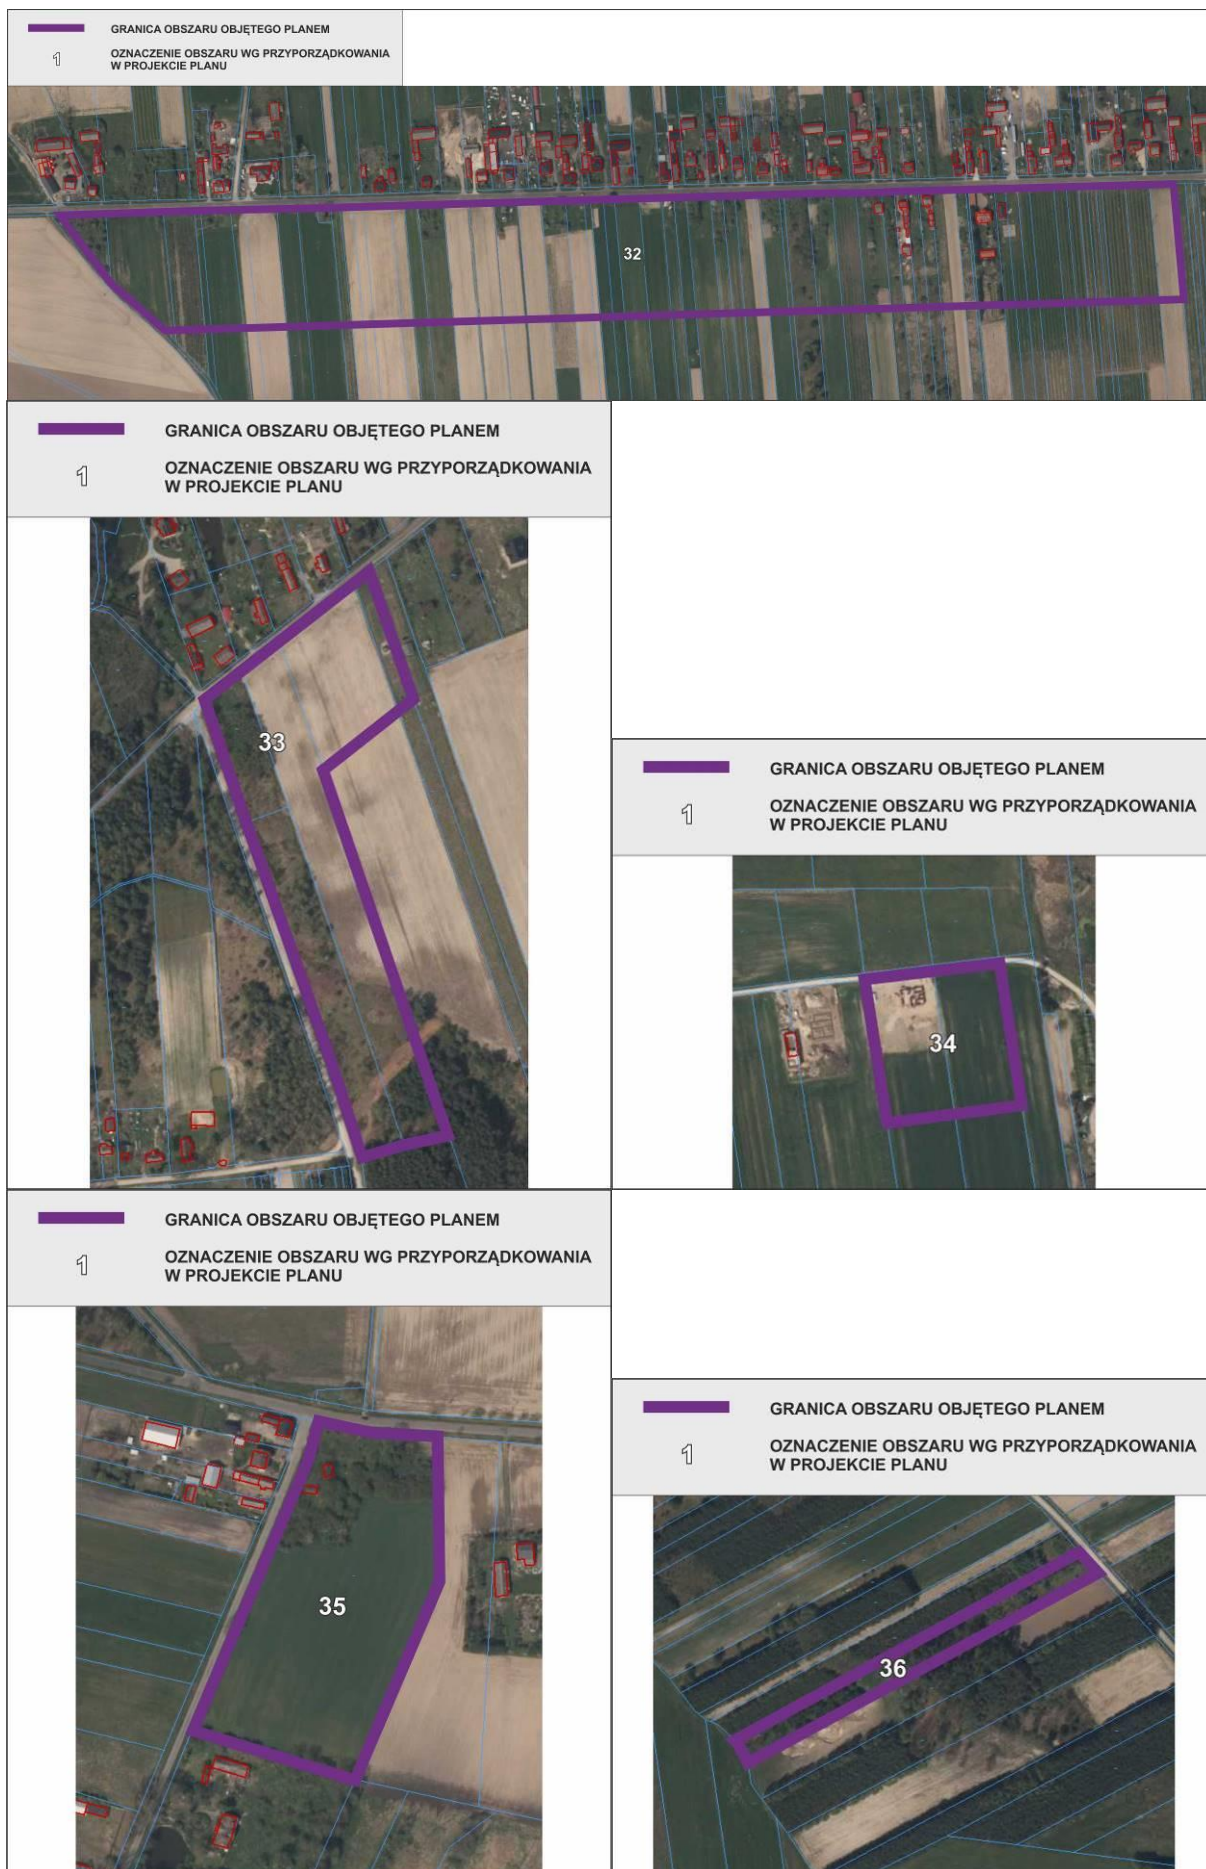 GRANICA OBSZARU OBJĘTEGO PLANEM
1 OZNACZENIE OBSZARU WG PRZYPORZĄDKOWANIA
W PROJEKCIE PLANU
32
GRANICA OBSZARU OBJĘTEGO PLANEM
1 OZNACZENIE OBSZARU WG PRZYPORZĄDKOWANIA
W PROJEKCIE PLANU
33
GRANICA OBSZARU OBJĘTEGO PLANEM
1 OZNACZENIE OBSZARU WG PRZYPORZĄDKOWANIA
W PROJEKCIE PLANU
34
GRANICA OBSZARU OBJĘTEGO PLANEM
1 OZNACZENIE OBSZARU WG PRZYPORZĄDKOWANIA
W PROJEKCIE PLANU
35
GRANICA OBSZARU OBJĘTEGO PLANEM
1 OZNACZENIE OBSZARU WG PRZYPORZĄDKOWANIA
W PROJEKCIE PLANU
36